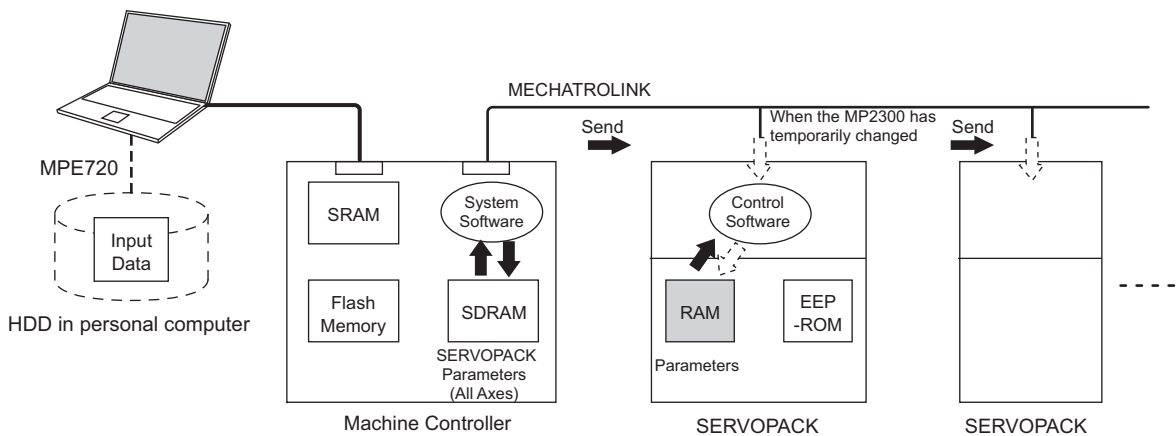 MECHATROLINK
When the MP2300 has
temporarily changed
Send
Send
MPE720
Input
Data
HDD in personal computer
SRAM
System
Software
Flash
Memory
SDRAM
SERVOPACK
Parameters
(All Axes)
Machine Controller
Control
Software
RAM
EEP
-ROM
Parameters
SERVOPACK
SERVOPACK